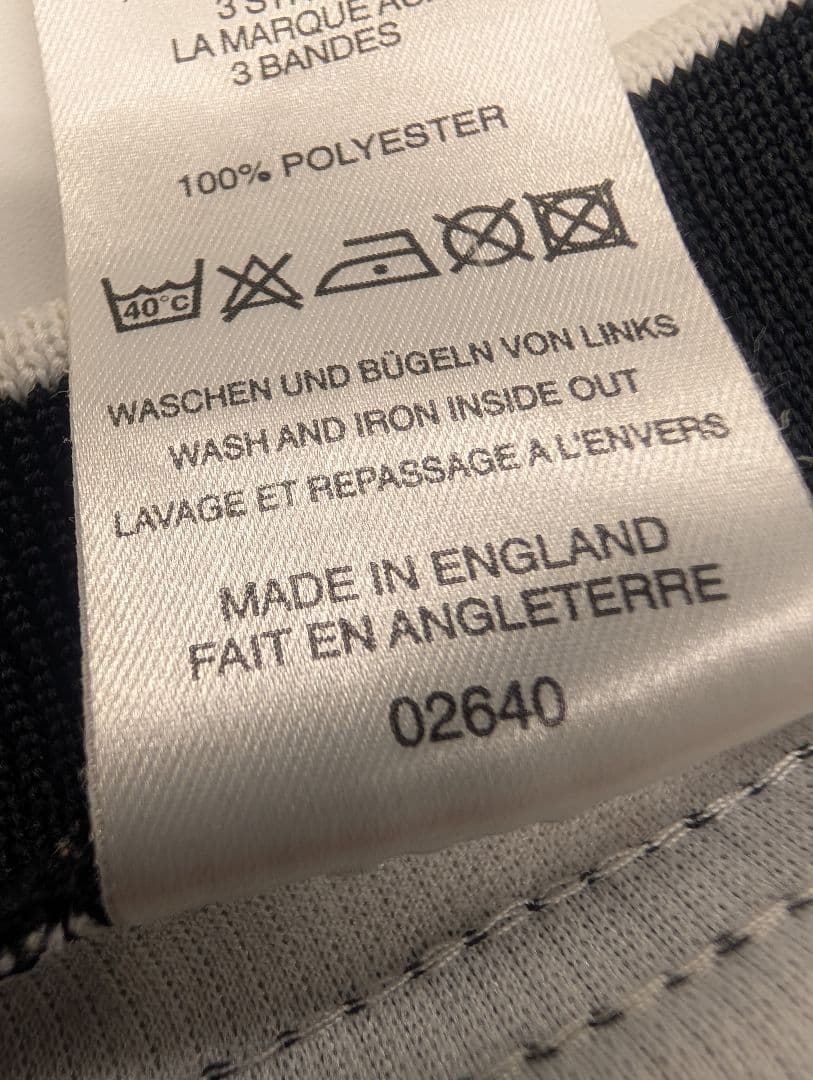 LA MARQUE
3 BANDES
100% POLYESTER
40°C
WASCHEN UND BÜGELN VON LINKS
WASH AND IRON INSIDE OUT
LAVAGE ET REPASSAGE A L'ENVERS
MADE IN ENGLAND
FAIT EN ANGLETERRE
02640